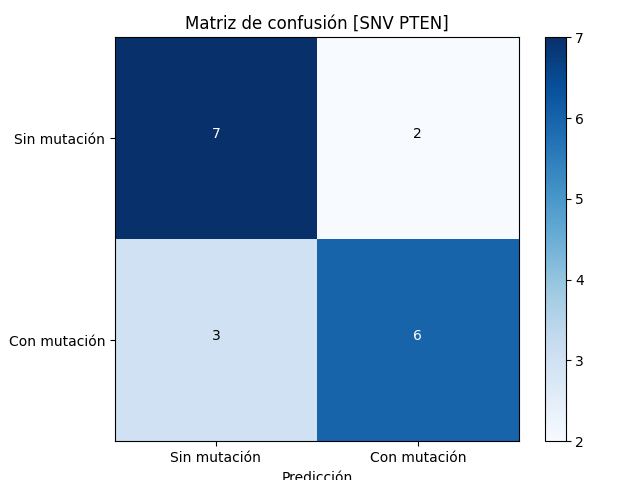 Matriz de confusión [SNV PTEN]
Sin mutación
7
2
Con mutación
3
6
Sin mutación
Con mutación
Predicción
7
6
5
4
3
2